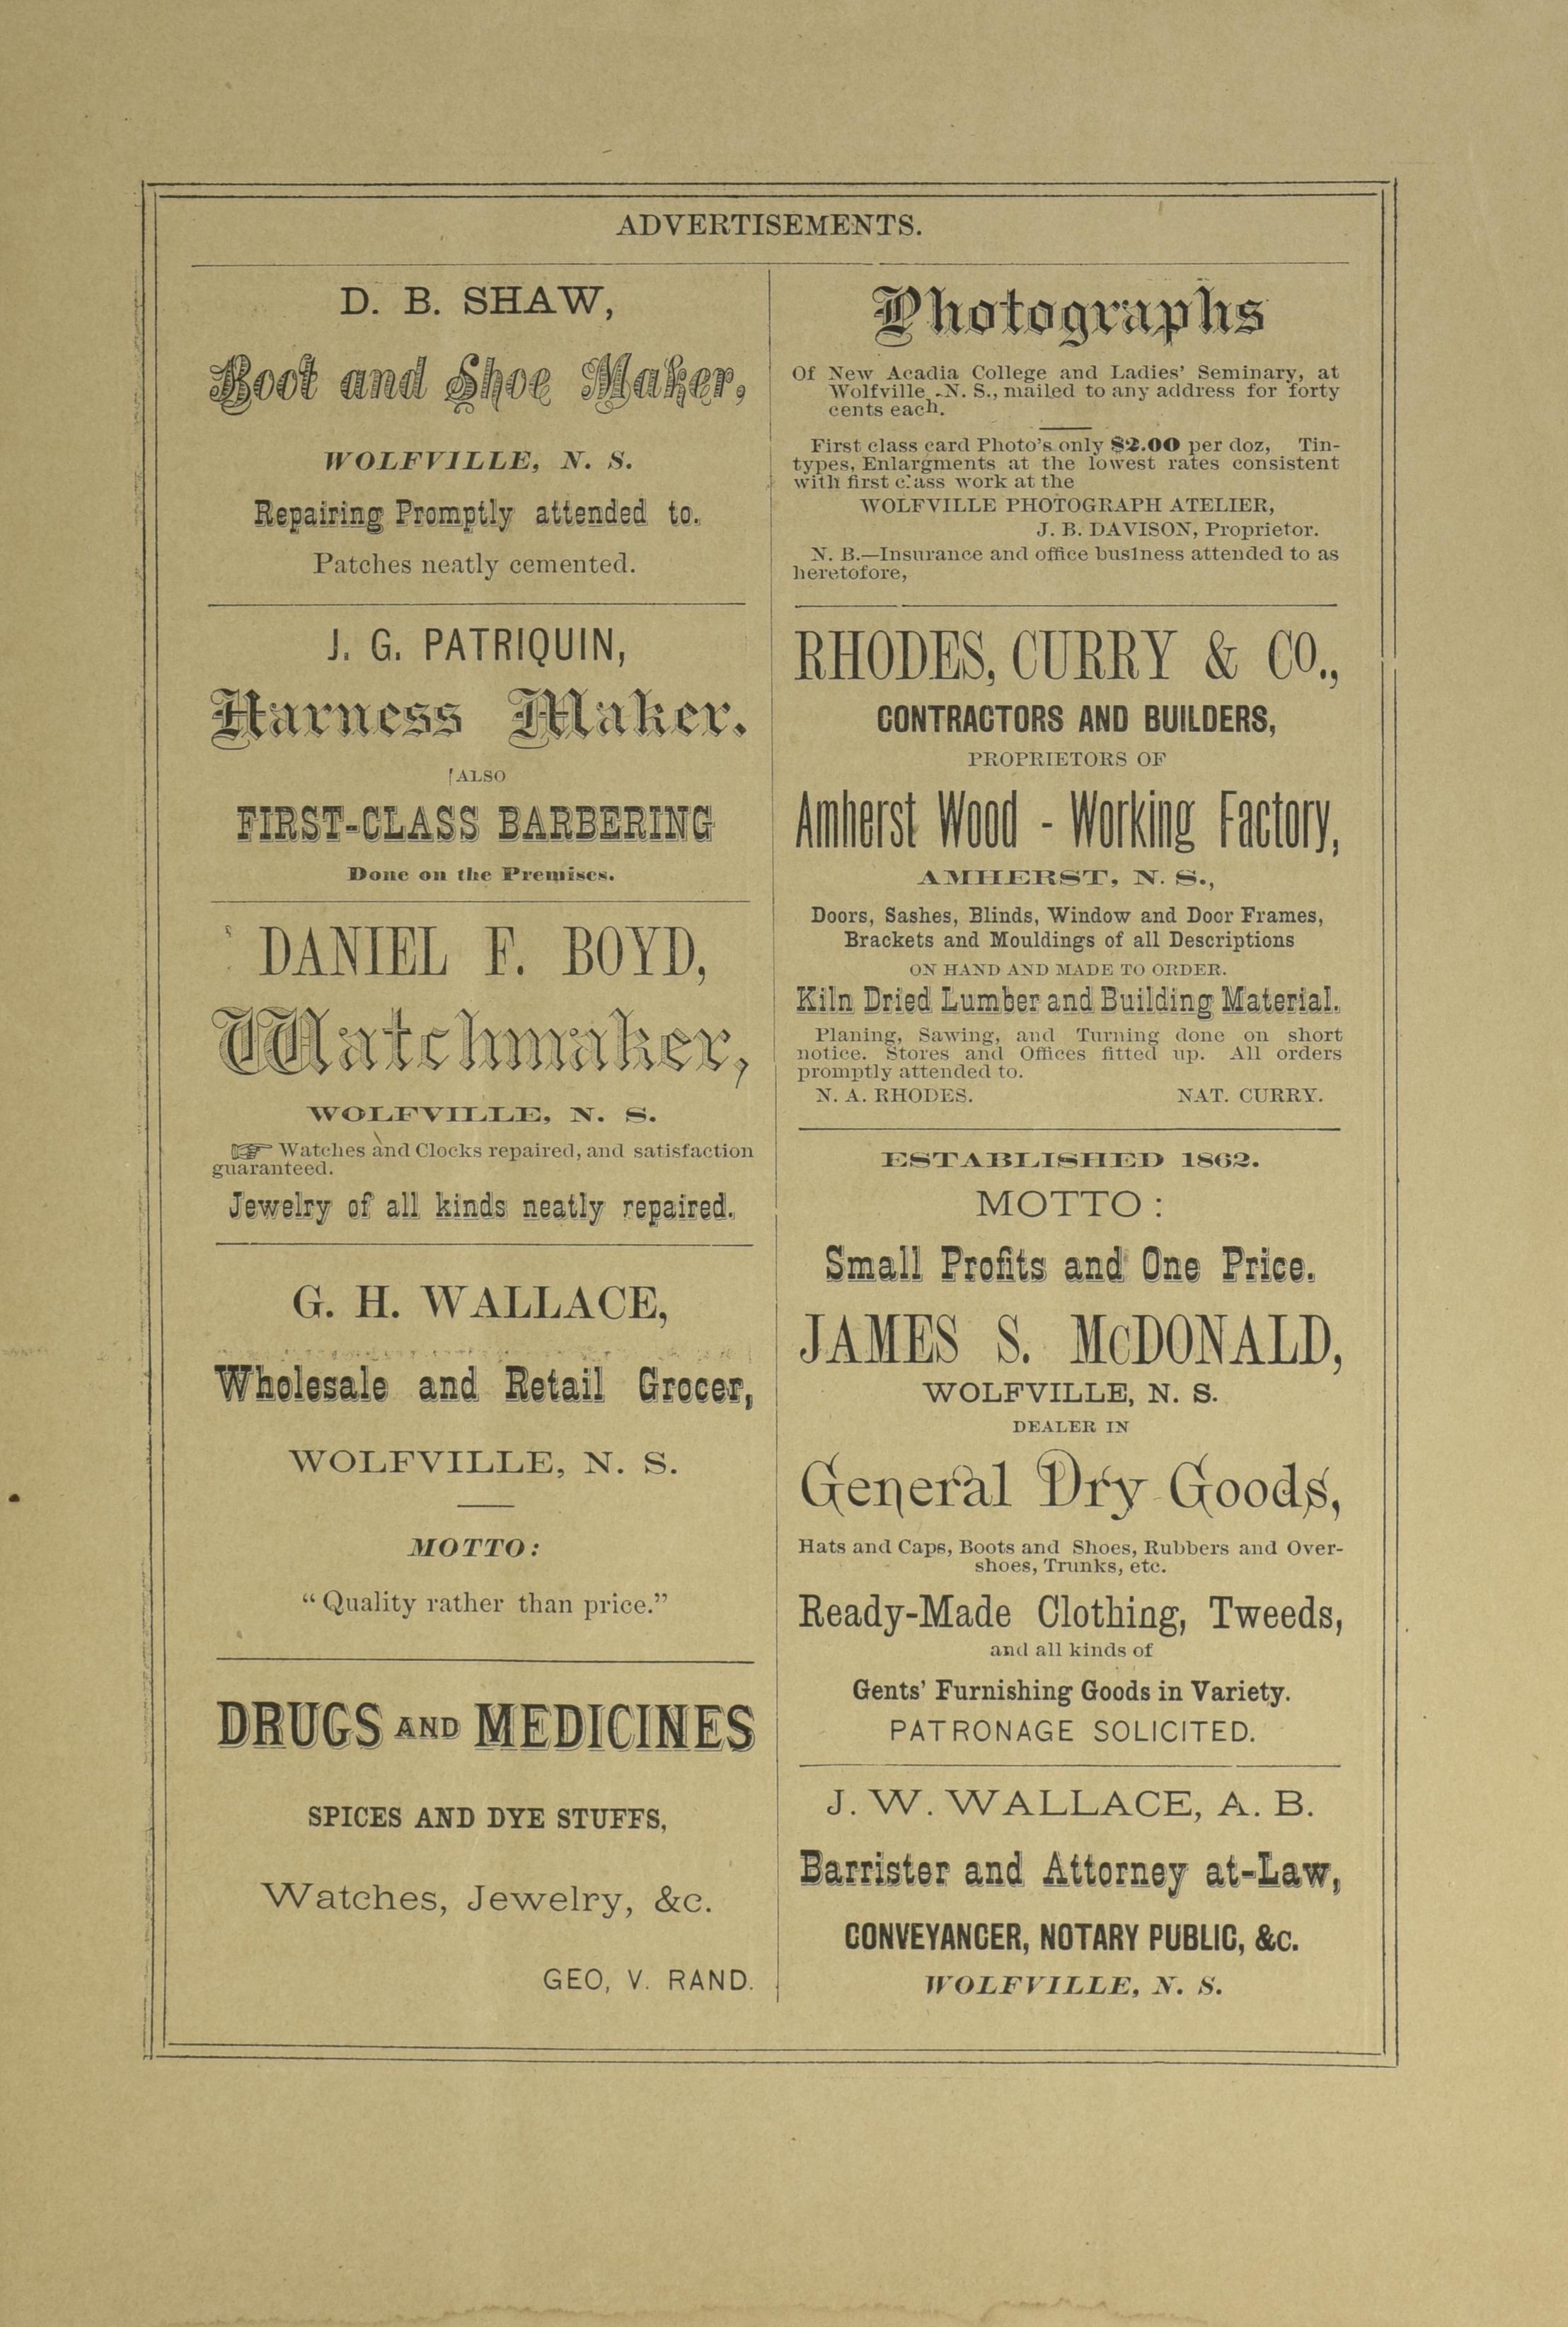 ADVERTISEMENTS.
D. B. SHAW,
Boot and Shoe Maker,
WOLFVILLE, N. S.
Repairing Promptly attended to.
Patches neatly cemented.
J. G. PATRIQUIN,
Harness Maker.
ALSO
FIRST-CLASS BARBERING
Done on the Premises.
DANIEL F. BOYD,
Watchmaker,
WOLFVILLE, N. S.
☞ Watches and Clocks repaired, and satisfaction
guaranteed.
Jewelry of all kinds neatly repaired.
G. H. WALLACE,
Wholesale and Retail Grocer,
WOLFVILLE, N. S.
MOTTO:
“Quality rather than price.”
DRUGS AND MEDICINES
SPICES AND DYE STUFFS,
Watches, Jewelry, &c.
GEO, V. RAND.
Photographs
Of New Acadia College and Ladies’ Seminary, at
Wolfville, N. S., mailed to any address for forty
cents each.
First class card Photo’s only $2.00 per doz, Tin-
types, Enlargments at the lowest rates consistent
with first class work at the
WOLFVILLE PHOTOGRAPH ATELIER,
J. B. DAVISON, Proprietor.
N. B.—Insurance and office business attended to as
heretofore,
RHODES, CURRY & CO.,
CONTRACTORS AND BUILDERS,
PROPRIETORS OF
Amherst Wood - Working Factory,
AMHERST, N. S.,
Doors, Sashes, Blinds, Window and Door Frames,
Brackets and Mouldings of all Descriptions
ON HAND AND MADE TO ORDER.
Kiln Dried Lumber and Building Material.
Planing, Sawing, and Turning done on short
notice. Stores and Offices fitted up. All orders
promptly attended to.
N. A. RHODES. NAT. CURRY.
ESTABLISHED 1862.
MOTTO:
Small Profits and One Price.
JAMES S. McDONALD,
WOLFVILLE, N. S.
DEALER IN
General Dry Goods,
Hats and Caps, Boots and Shoes, Rubbers and Over-
shoes, Trunks, etc.
Ready-Made Clothing, Tweeds,
and all kinds of
Gents’ Furnishing Goods in Variety.
PATRONAGE SOLICITED.
J. W. WALLACE, A. B.
Barrister and Attorney at-Law,
CONVEYANCER, NOTARY PUBLIC, &c.
WOLFVILLE, N. S.